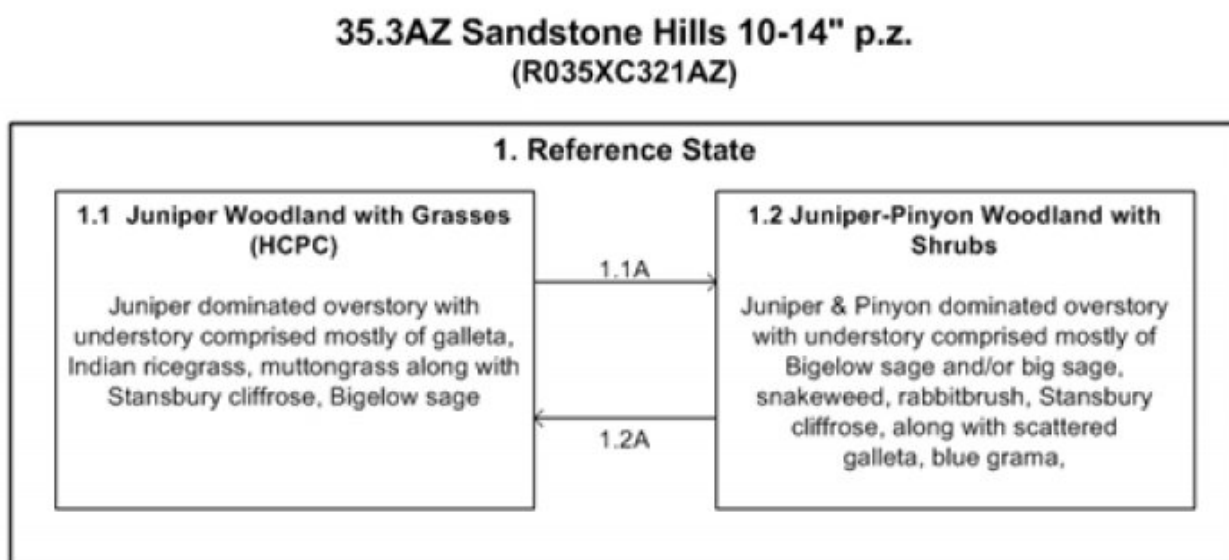 35.3AZ Sandstone Hills 10-14" p.z.
(R035XC321AZ)
1. Reference State
1.1 Juniper Woodland with Grasses
(HCPC)
Juniper dominated overstory with
understory comprised mostly of galleta,
Indian ricegrass, muttongrass along with
Stansbury cliffrose, Bigelow sage
1.1A
1.2A
1.2 Juniper-Pinyon Woodland with
Shrubs
Juniper & Pinyon dominated overstory
with understory comprised mostly of
Bigelow sage and/or big sage,
snakeweed, rabbitbrush, Stansbury
cliffrose, along with scattered
galleta, blue grama,